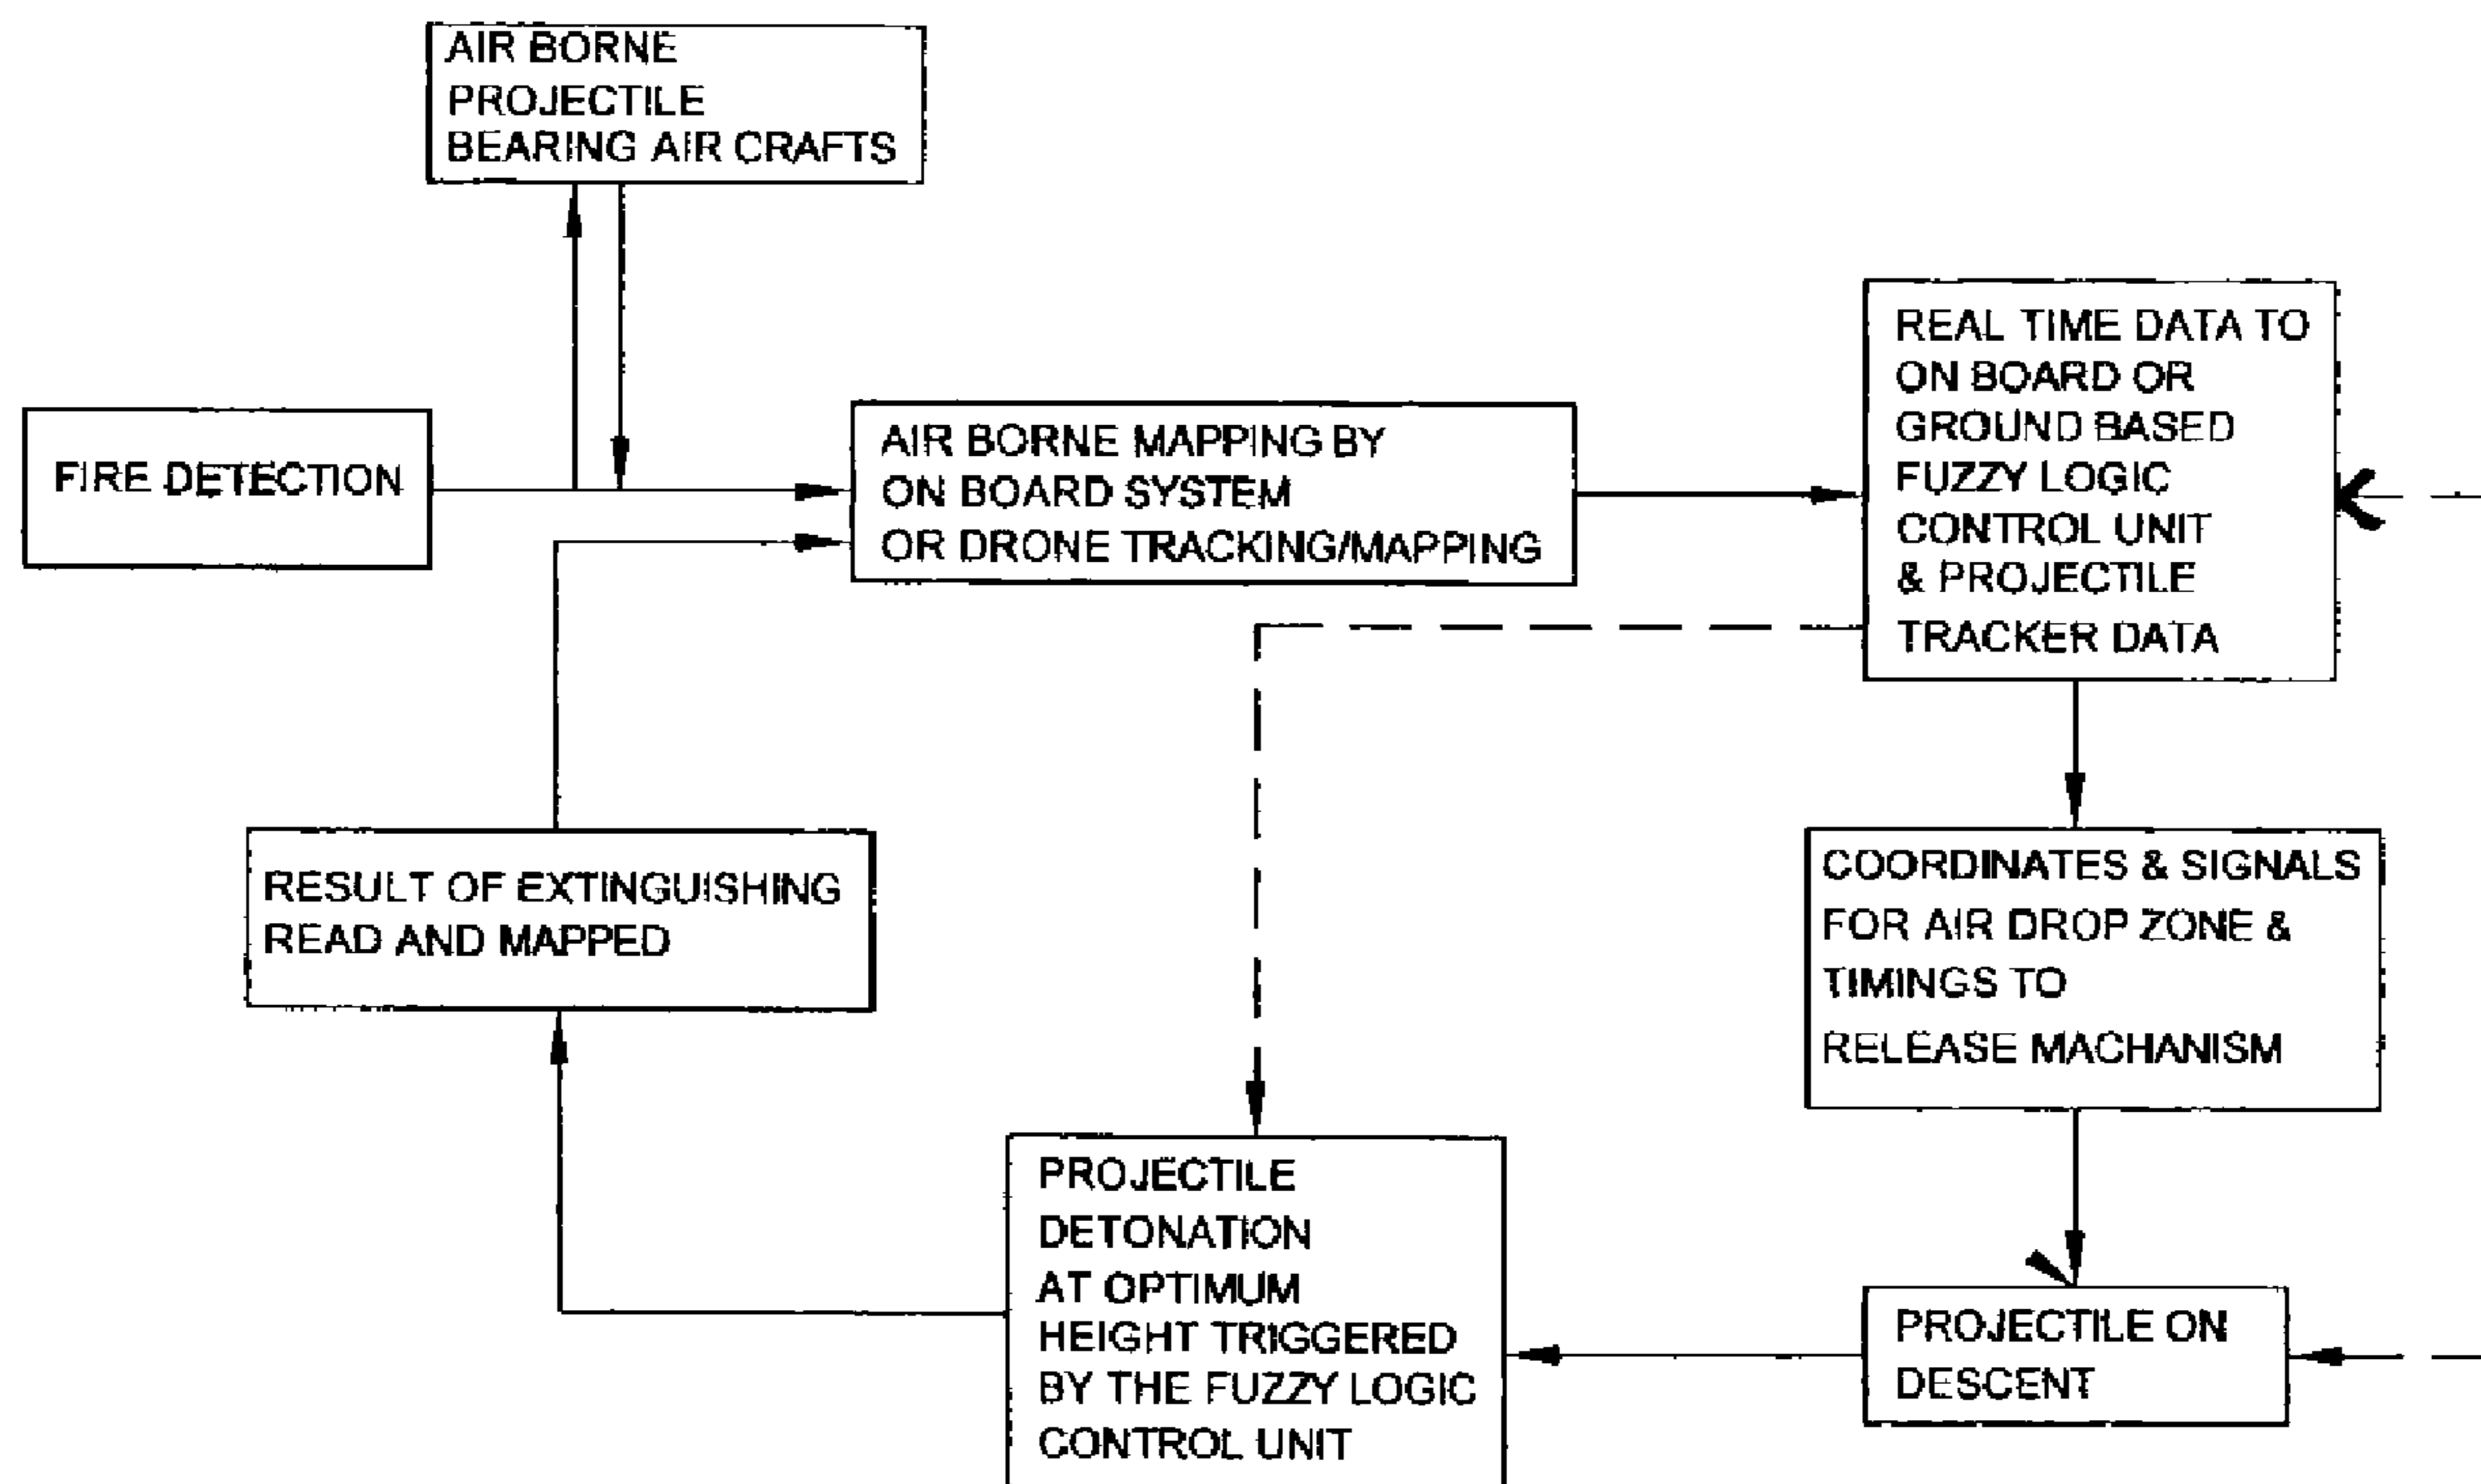 AIR BORNE
PROJECTILE
BEARING AIR CRAFTS
FIRE DETECTION
AIR BORNE MAPPING BY
ON BOARD SYSTEM
OR DRONE TRACKING/MAPPING
REAL TIME DATA TO
ON BOARD OR
GROUND BASED
FUZZY LOGIC
CONTROL UNIT
& PROJECTILE
TRACKER DATA
RESULT OF EXTINGUISHING
READ AND MAPPED
COORDINATES & SIGNALS
FOR AIR DROP ZONE &
TIMINGS TO
RELEASE MACHANISM
PROJECTILE
DETONATION
AT OPTIMUM
HEIGHT TRIGGERED
BY THE FUZZY LOGIC
CONTROL UNIT
PROJECTILE ON
DESCENT